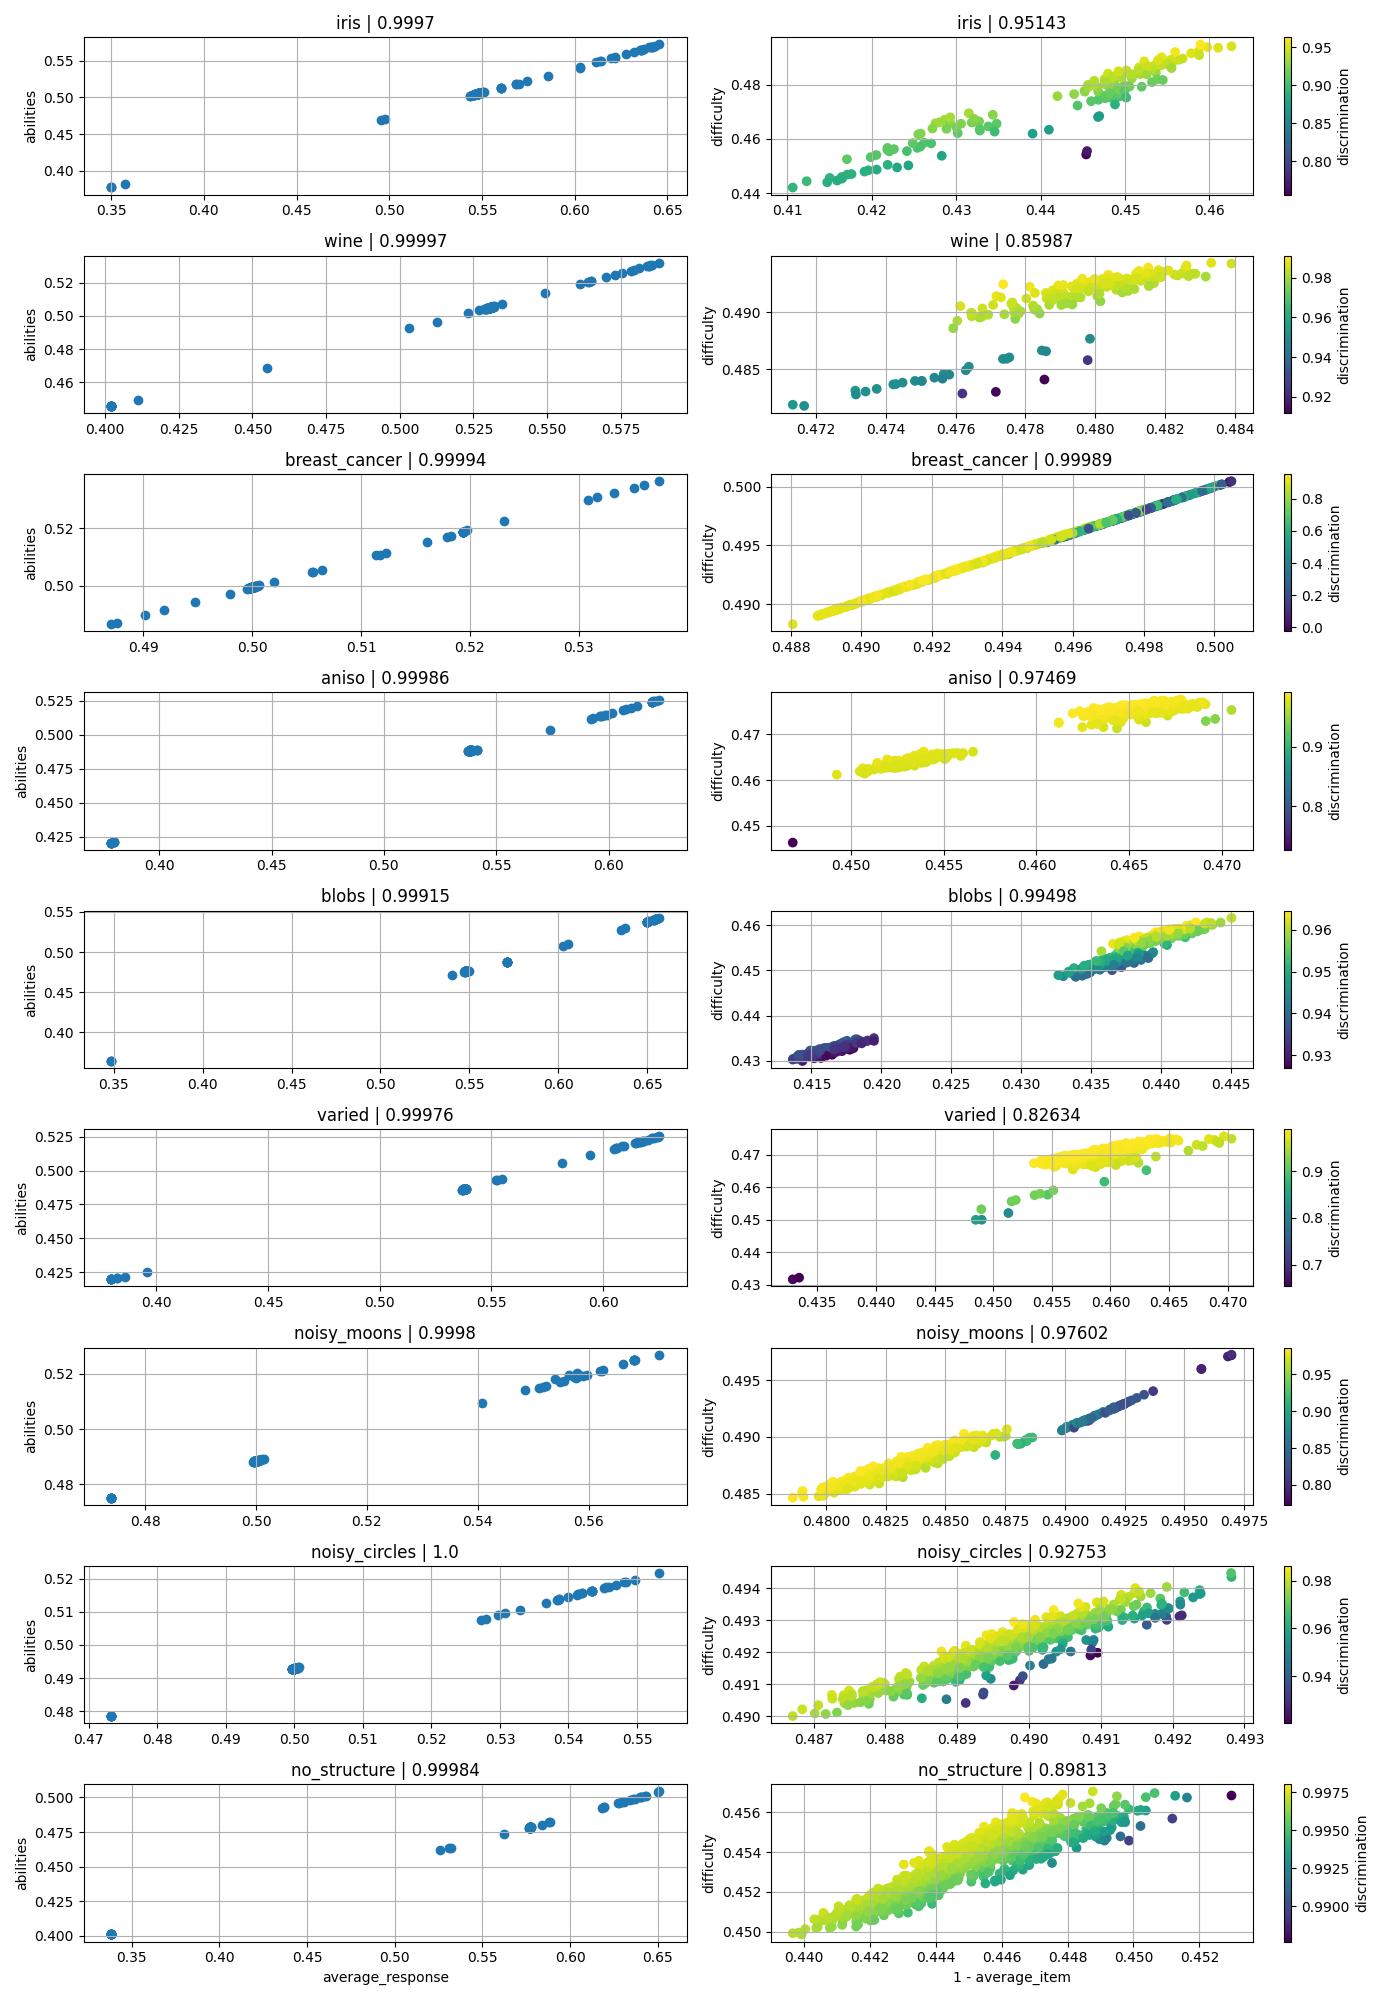 iris | 0.9997
abilities
0.55
0.50
0.45
0.40
0.35 0.40 0.45 0.50 0.55 0.60 0.65
iris | 0.95143
difficulty
0.48
0.46
0.44
0.41 0.42 0.43 0.44 0.45 0.46
0.95
0.90
0.85
0.80
discrimination
wine | 0.99997
abilities
0.52
0.50
0.48
0.46
0.400 0.425 0.450 0.475 0.500 0.525 0.550 0.575
wine | 0.85987
difficulty
0.490
0.485
0.472 0.474 0.476 0.478 0.480 0.482 0.484
0.98
0.96
0.94
0.92
discrimination
breast_cancer | 0.99994
abilities
0.52
0.50
0.49 0.50 0.51 0.52 0.53
breast_cancer | 0.99989
difficulty
0.500
0.495
0.490
0.488 0.490 0.492 0.494 0.496 0.498 0.500
0.8
0.6
0.4
0.2
0.0
discrimination
aniso | 0.99986
abilities
0.525
0.500
0.475
0.450
0.425
0.40 0.45 0.50 0.55 0.60
aniso | 0.97469
difficulty
0.47
0.46
0.45
0.450 0.455 0.460 0.465 0.470
0.9
0.8
discrimination
blobs | 0.99915
abilities
0.55
0.50
0.45
0.40
0.35 0.40 0.45 0.50 0.55 0.60 0.65
blobs | 0.99498
difficulty
0.46
0.45
0.44
0.43
0.415 0.420 0.425 0.430 0.435 0.440 0.445
0.96
0.95
0.94
0.93
discrimination
varied | 0.99976
abilities
0.525
0.500
0.475
0.450
0.425
0.40 0.45 0.50 0.55 0.60
varied | 0.82634
difficulty
0.47
0.46
0.45
0.44
0.43
0.435 0.440 0.445 0.450 0.455 0.460 0.465 0.470
0.9
0.8
0.7
discrimination
noisy_moons | 0.9998
abilities
0.52
0.50
0.48
0.48 0.50 0.52 0.54 0.56
noisy_moons | 0.97602
difficulty
0.495
0.490
0.485
0.4800 0.4825 0.4850 0.4875 0.4900 0.4925 0.4950 0.4975
0.95
0.90
0.85
0.80
discrimination
noisy_circles | 1.0
abilities
0.52
0.51
0.50
0.49
0.48
0.47 0.48 0.49 0.50 0.51 0.52 0.53 0.54 0.55
noisy_circles | 0.92753
difficulty
0.494
0.493
0.492
0.491
0.490
0.487 0.488 0.489 0.490 0.491 0.492 0.493
0.98
0.96
0.94
discrimination
no_structure | 0.99984
abilities
0.500
0.475
0.450
0.425
0.400
0.35 0.40 0.45 0.50 0.55 0.60 0.65
average_response
no_structure | 0.89813
difficulty
0.456
0.454
0.452
0.450
0.440 0.442 0.444 0.446 0.448 0.450 0.452
1 - average_item
0.9975
0.9950
0.9925
0.9900
discrimination